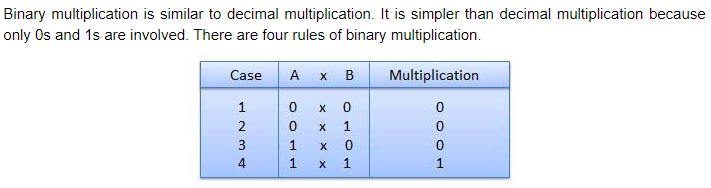 Binary multiplication is similar to decimal multiplication. It is simpler than decimal multiplication because
only 0s and 1s are involved. There are four rules of binary multiplication.
Case A x B Multiplication
1 0 x 0 0
2 0 x 1 0
3 1 x 0 0
4 1 x 1 1